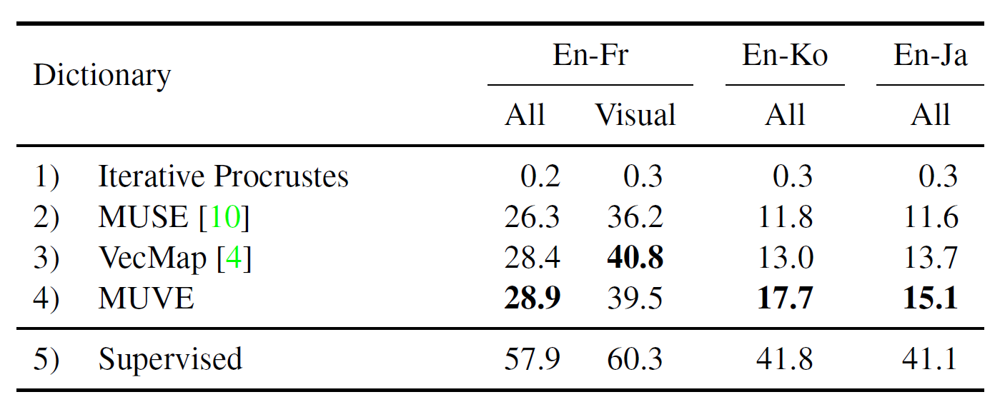 Dictionary En-Fr En-Ko En-Ja
All Visual All All
1) Iterative Procrustes 0.2 0.3 0.3 0.3
2) MUSE [10] 26.3 36.2 11.8 11.6
3) VecMap [4] 28.4 40.8 13.0 13.7
4) MUVE 28.9 39.5 17.7 15.1
5) Supervised 57.9 60.3 41.8 41.1